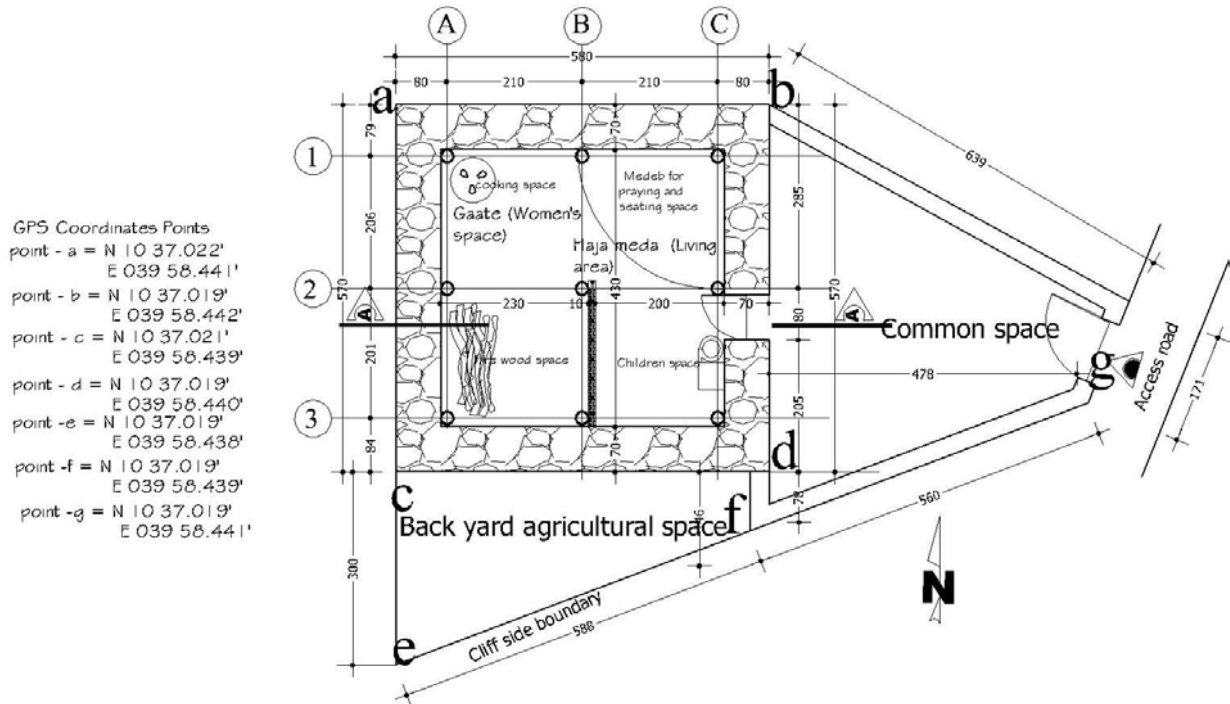 A
B
C
580
80
210
210
80
a
b
79
70
639
1
cooking space
Medeb for
praying and
seating space
Gaate (Women's
space)
206
285
GPS Coordinates Points
point - a = N 10 37.022'
E 039 58.441'
Haja meda (Living
area)
2
570
430
570
point - b = N 10 37.019'
E 039 58.442'
230
10
200
70
A
A
80
Common space
point - c = N 10 37.021'
E 039 58.439'
wood space
Children space
201
g
Access road
478
171
point - d = N 10 37.019'
E 039 58.440'
205
point -e = N 10 37.019'
E 039 58.438'
3
84
70
d
point -f = N 10 37.019'
E 039 58.439'
c
78
560
point -g = N 10 37.019'
E 039 58.441'
Back yard agricultural space
f
300
N
Cliff side boundary
588
e